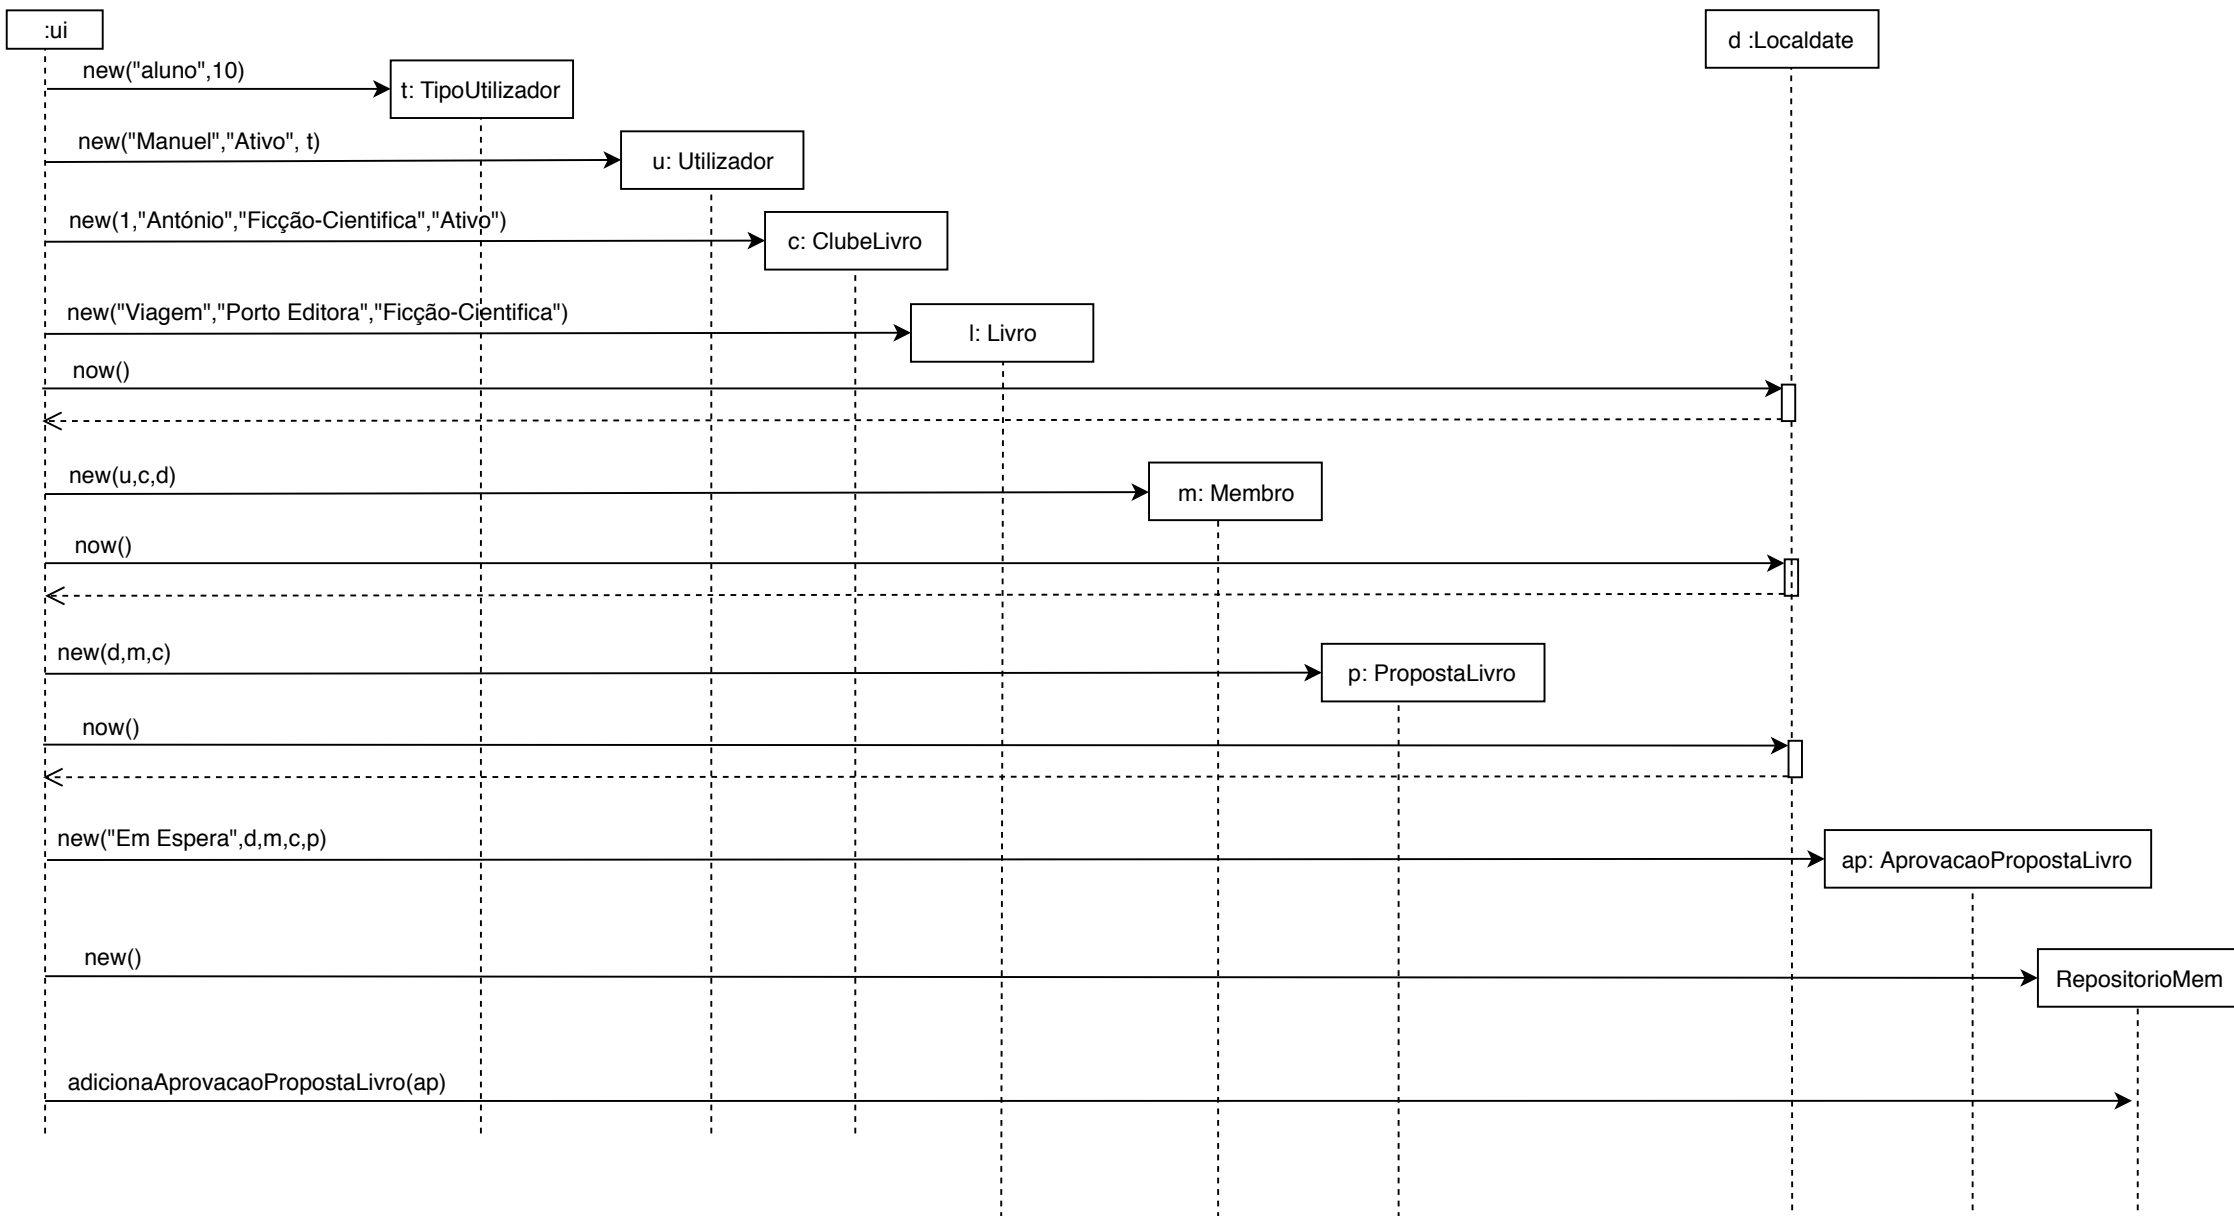 :ui
d :Localdate
new("aluno",10)
t: TipoUtilizador
new("Manuel","Ativo", t)
u: Utilizador
new(1,"António","Ficção-Cientifica","Ativo")
c: ClubeLivro
new("Viagem","Porto Editora","Ficção-Cientifica")
l: Livro
now()
new(u,c,d)
m: Membro
now()
new(d,m,c)
p: PropostaLivro
now()
new("Em Espera",d,m,c,p)
ap: AprovacaoPropostaLivro
new()
RepositorioMem
adicionaAprovacaoPropostaLivro(ap)